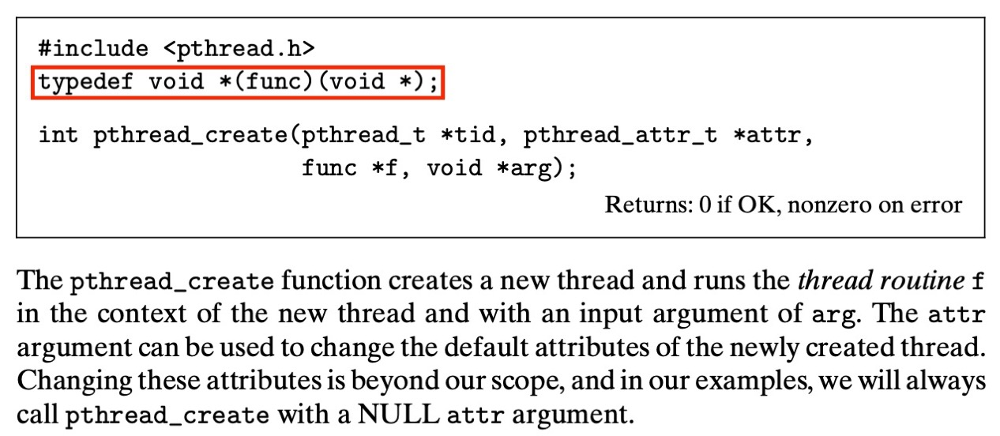 #include <pthread.h>
typedef void *(func)(void *);
int pthread_create(pthread_t *tid, pthread_attr_t *attr,
func *f, void *arg);
Returns: 0 if OK, nonzero on error
The pthread_create function creates a new thread and runs the thread routine f
in the context of the new thread and with an input argument of arg. The attr
argument can be used to change the default attributes of the newly created thread.
Changing these attributes is beyond our scope, and in our examples, we will always
call pthread_create with a NULL attr argument.